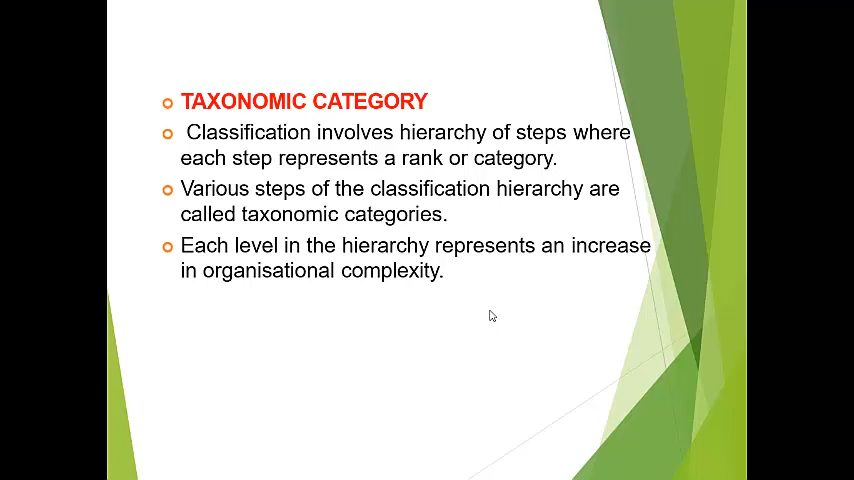 TAXONOMIC CATEGORY
Classification involves hierarchy of steps where
each step represents a rank or category.
Various steps of the classification hierarchy are
called taxonomic categories.
Each level in the hierarchy represents an increase
in organisational complexity.